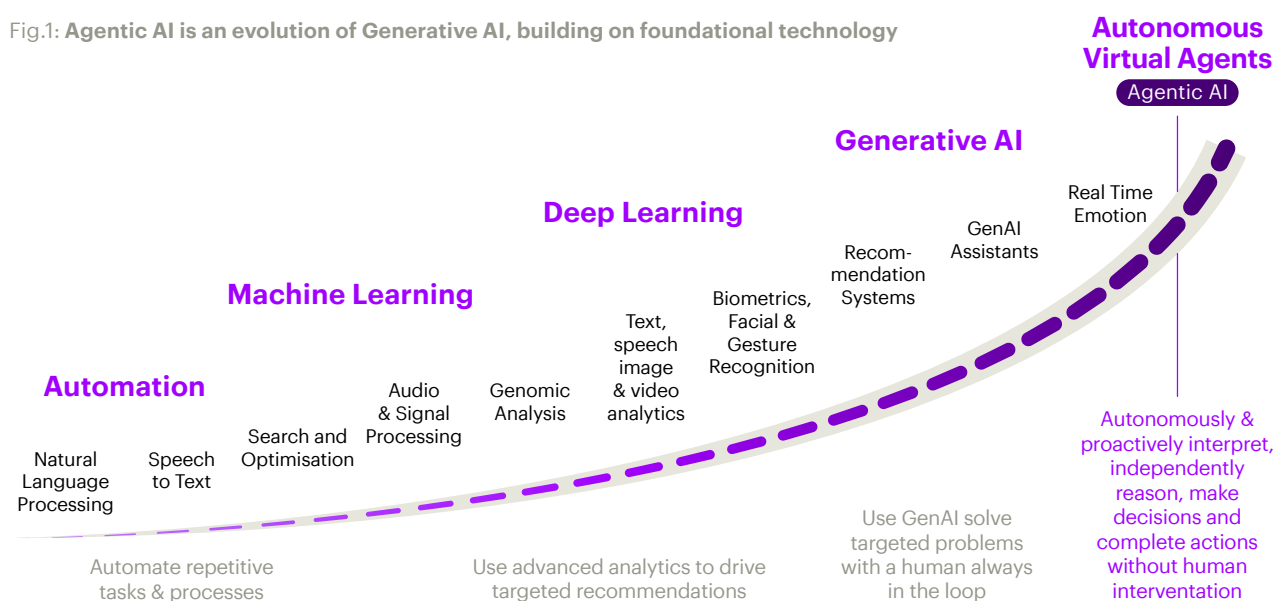 Fig.1: Agentic AI is an evolution of Generative AI, building on foundational technology
Autonomous
Virtual Agents
Agentic AI
Generative AI
Deep Learning
Machine Learning
Automation
Natural
Language
Processing
Speech
to Text
Search and
Optimisation
Audio
& Signal
Processing
Genomic
Analysis
Text,
speech
image
& video
analytics
Biometrics,
Facial &
Gesture
Recognition
Recom-
mendation
Systems
GenAI
Assistants
Real Time
Emotion
Automate repetitive
tasks & processes
Use advanced analytics to drive
targeted recommendations
Use GenAI solve
targeted problems
with a human always
in the loop
Autonomously &
proactively interpret,
independently
reason, make
decisions and
complete actions
without human
intervention